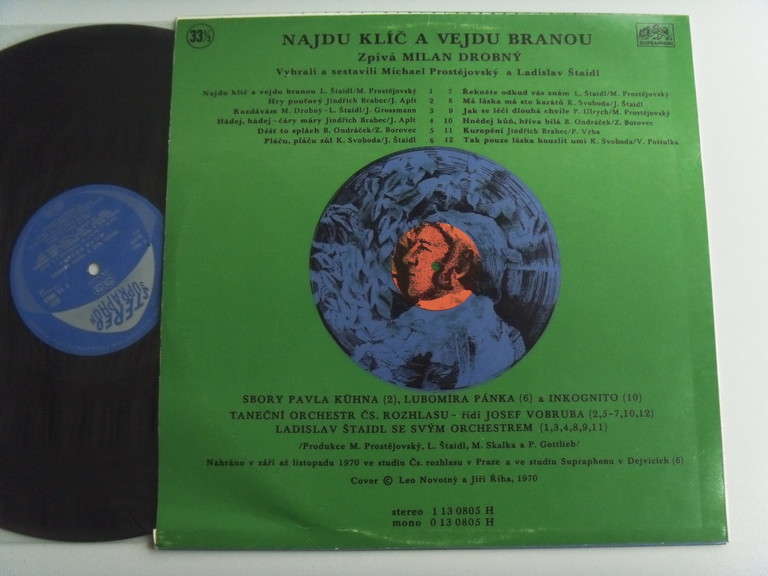 33⅓
SUPRAPHON
NAJDU KLÍČ A VEJDU BRANOU
Zpívá MILAN DROBNÝ
Vybrali a sestavili Michael Prostějovský a Ladislav Štaidl
Najdu klíč a vejdu branou L. Štaidl/M. Prostějovský 1
Hry pouťový Jindřich Brabec/J. Aplt 2
Rozdávám M. Drobný - L. Štaidl/J. Grossmann 3
Hádej, hádej - čáry máry Jindřich Brabec/J. Aplt 4
Déšť to splách B. Ondráček/Z. Borovec 5
Pláču, pláču sůl K. Svoboda/J. Štaidl 6
7 Řekněte odkud vás znám L. Štaidl/M. Prostějovský
8 Má láska má sto karátů K. Svoboda/J. Štaidl
9 Jak se léčí dlouhá chvíle P. Ulrych/M. Prostějovský
10 Hnědej kůň, hříva bílá B. Ondráček/Z. Borovec
11 Kuropění Jindřich Brabec/P. Vrba
12 Tak pouze láska kouzlit umí K. Svoboda/V. Poštulka
SBORY PAVLA KÜHNA (2), LUBOMÍRA PÁNKA (6) a INKOGNITO (10)
TANEČNÍ ORCHESTR ČS. ROZHLASU - řídí JOSEF VOBRUBA (2,5-7,10,12)
LADISLAV ŠTAIDL SE SVÝM ORCHESTREM (1,3,4,8,9,11)
/Produkce M. Prostějovský, L. Štaidl, M. Skalka a P. Gottlieb/
Nahráno v září až listopadu 1970 ve studiu Čs. rozhlasu v Praze a ve studiu Supraphonu v Dejvicích (6)
Cover © Leo Novotný a Jiří Říha, 1970
stereo 1 13 0805 H
mono 0 13 0805 H
STEREO
SUPRAPHON